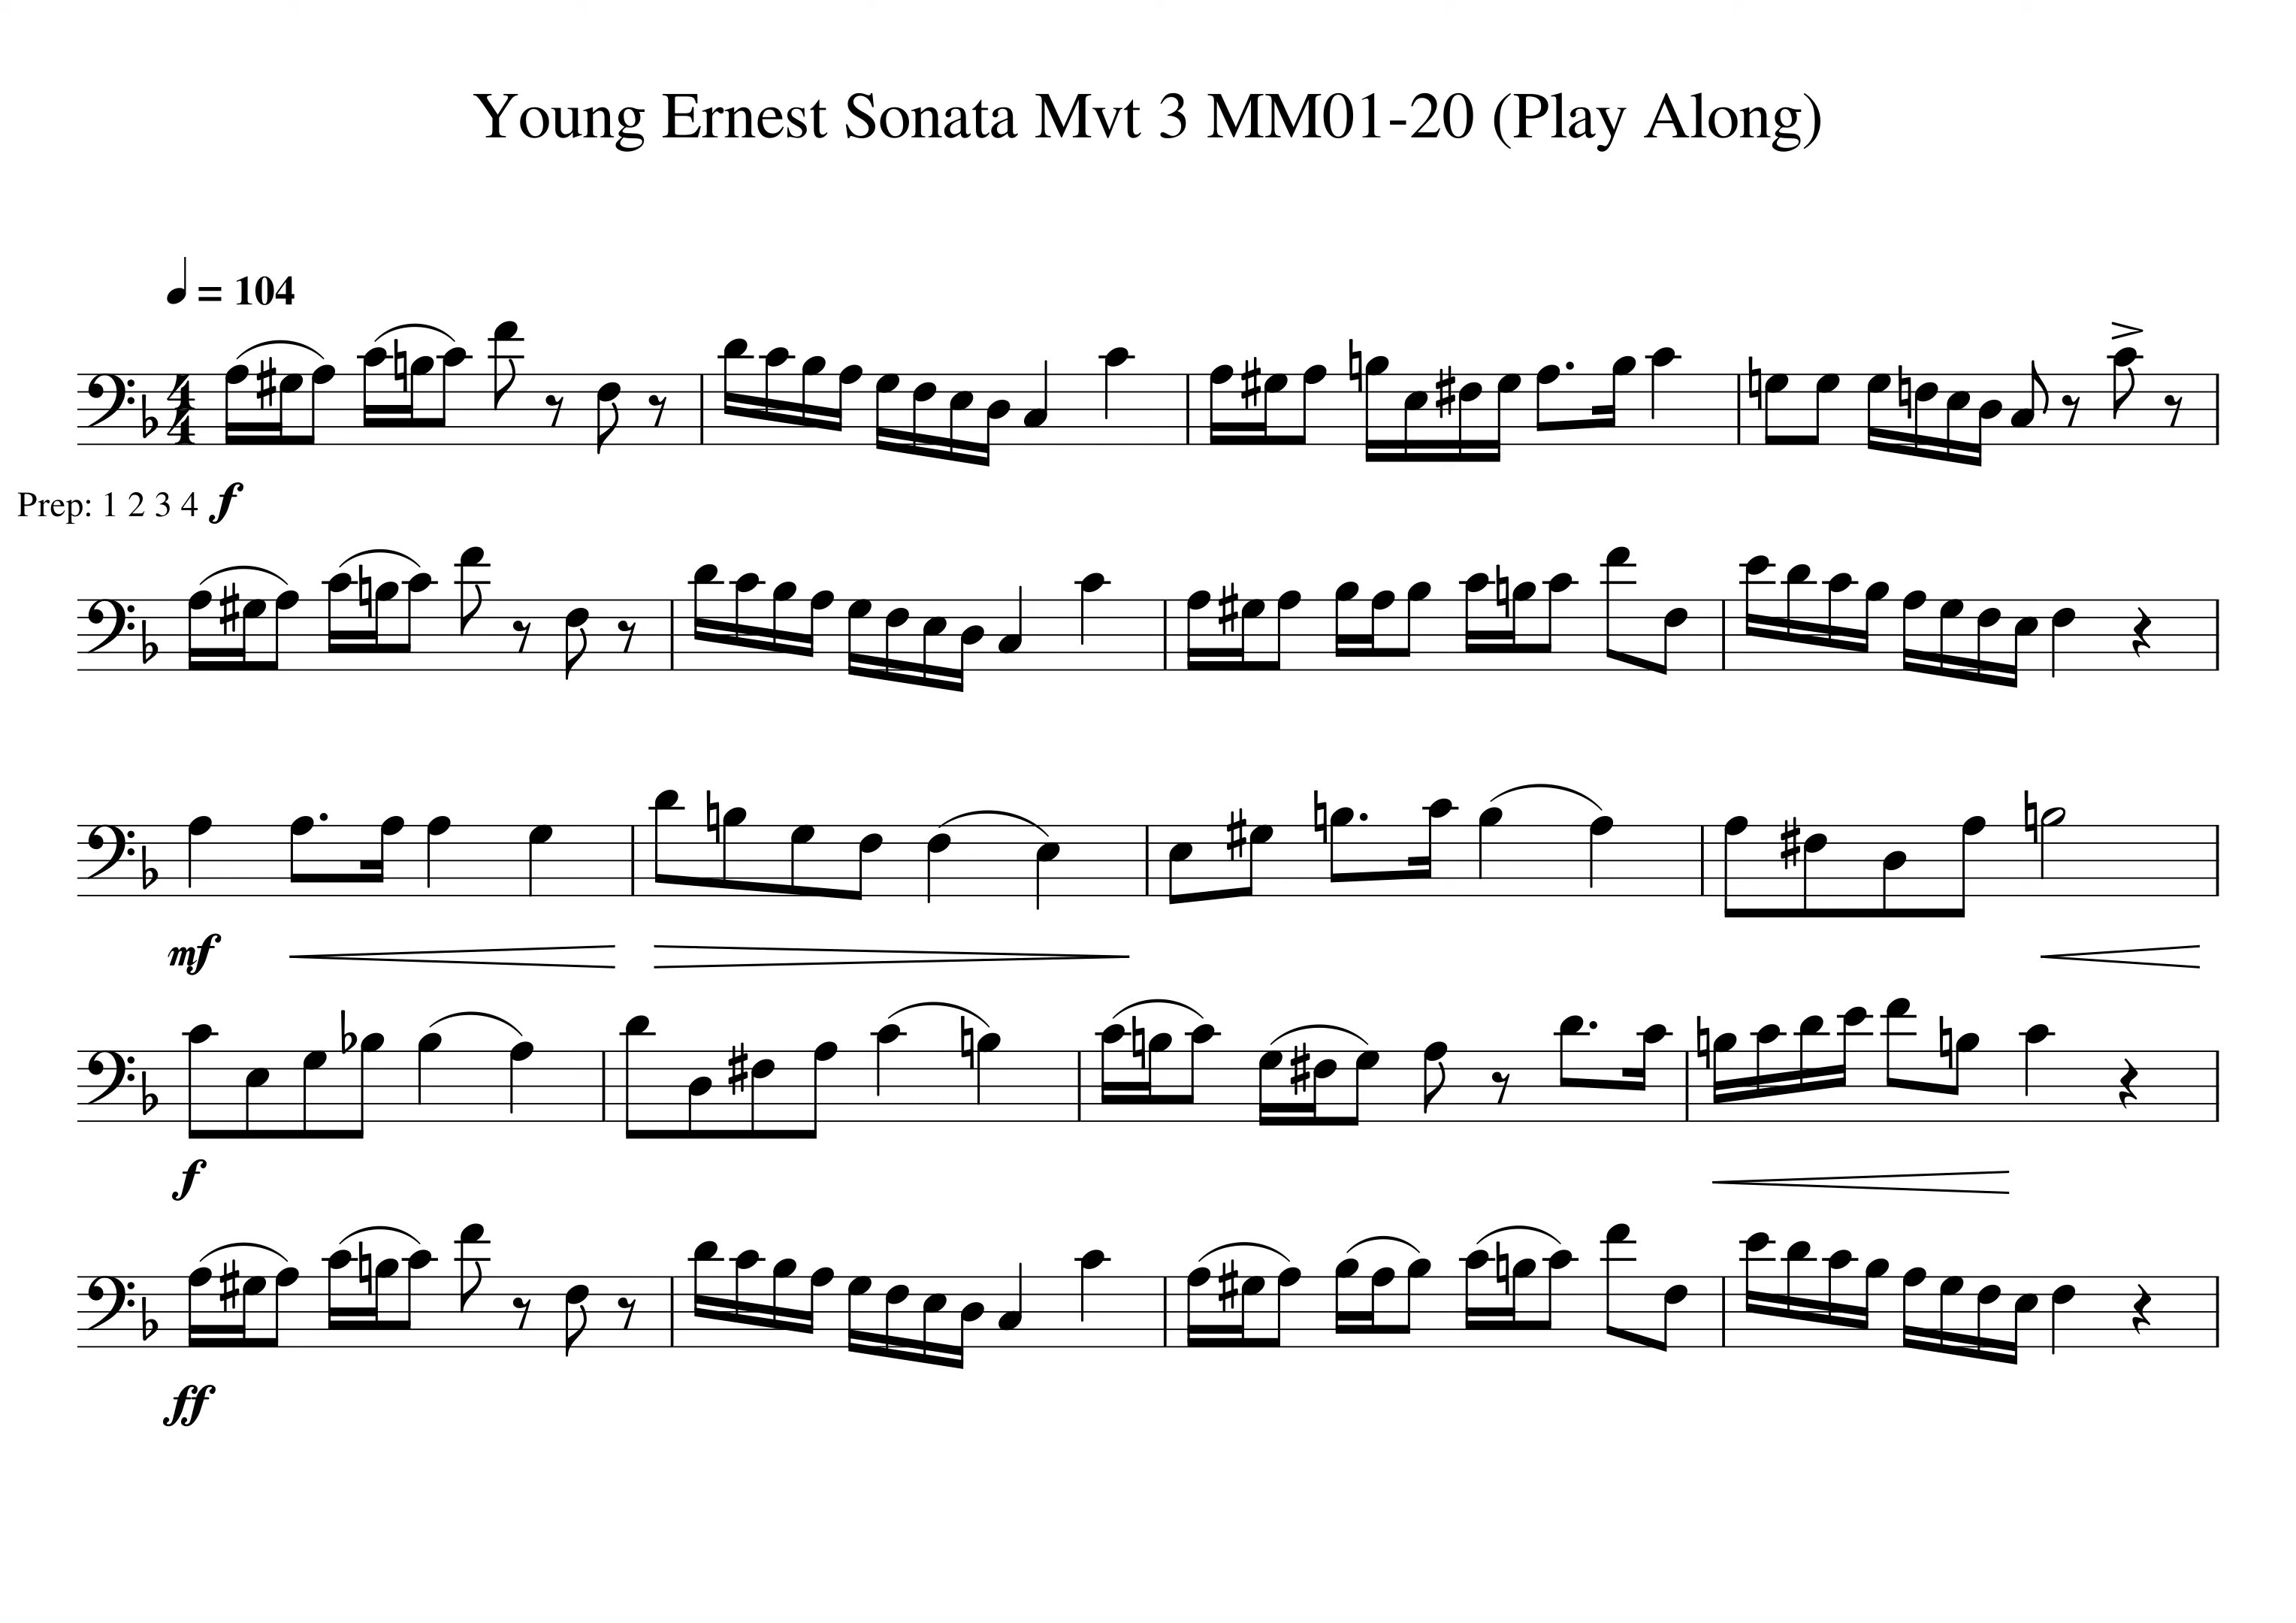 Young Ernest Sonata Mvt 3 MM01-20 (Play Along)
= 104
Prep: 1 2 3 4 f
mf
f
ff